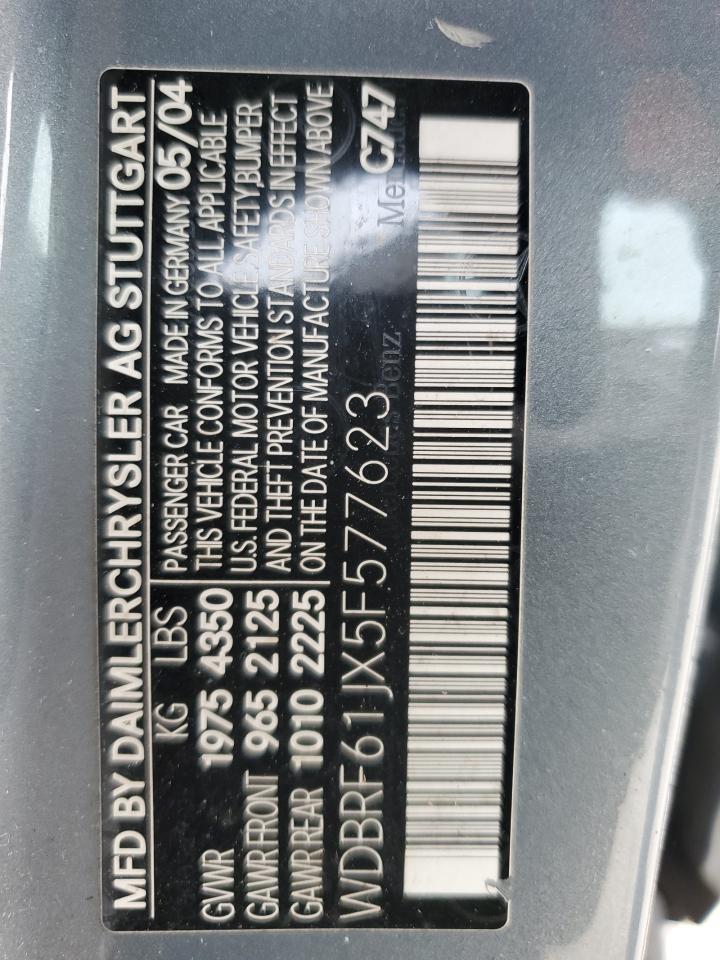 MFD BY DAIMLERCHRYSLER AG STUTTGART
KG LBS
GVWR 1975 4350
GAWR FRONT 965 2125
GAWR REAR 1010 2225
PASSENGER CAR MADE IN GERMANY 05/04
THIS VEHICLE CONFORMS TO ALL APPLICABLE
U.S. FEDERAL MOTOR VEHICLE SAFETY,BUMPER
AND THEFT PREVENTION STANDARDS IN EFFECT
ON THE DATE OF MANUFACTURE SHOWN ABOVE
WDBRF61JX5F577623 C747
Benz